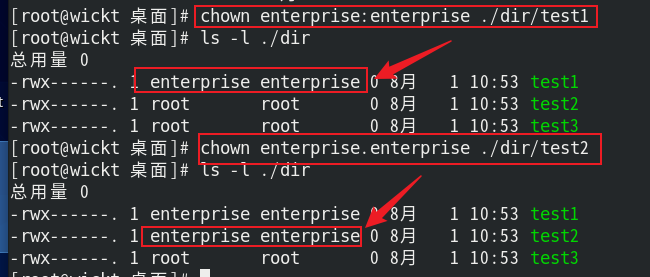 [root@wickt 桌面]# chown enterprise:enterprise ./dir/test1
[root@wickt 桌面]# ls -l ./dir
总用量 0
-rwx------. 1 enterprise enterprise 0 8月 1 10:53 test1
-rwx------. 1 root root 0 8月 1 10:53 test2
-rwx------. 1 root root 0 8月 1 10:53 test3
[root@wickt 桌面]# chown enterprise.enterprise ./dir/test2
[root@wickt 桌面]# ls -l ./dir
总用量 0
-rwx------. 1 enterprise enterprise 0 8月 1 10:53 test1
-rwx------. 1 enterprise enterprise 0 8月 1 10:53 test2
-rwx------. 1 root root 0 8月 1 10:53 test3
[root@wickt 桌面]#